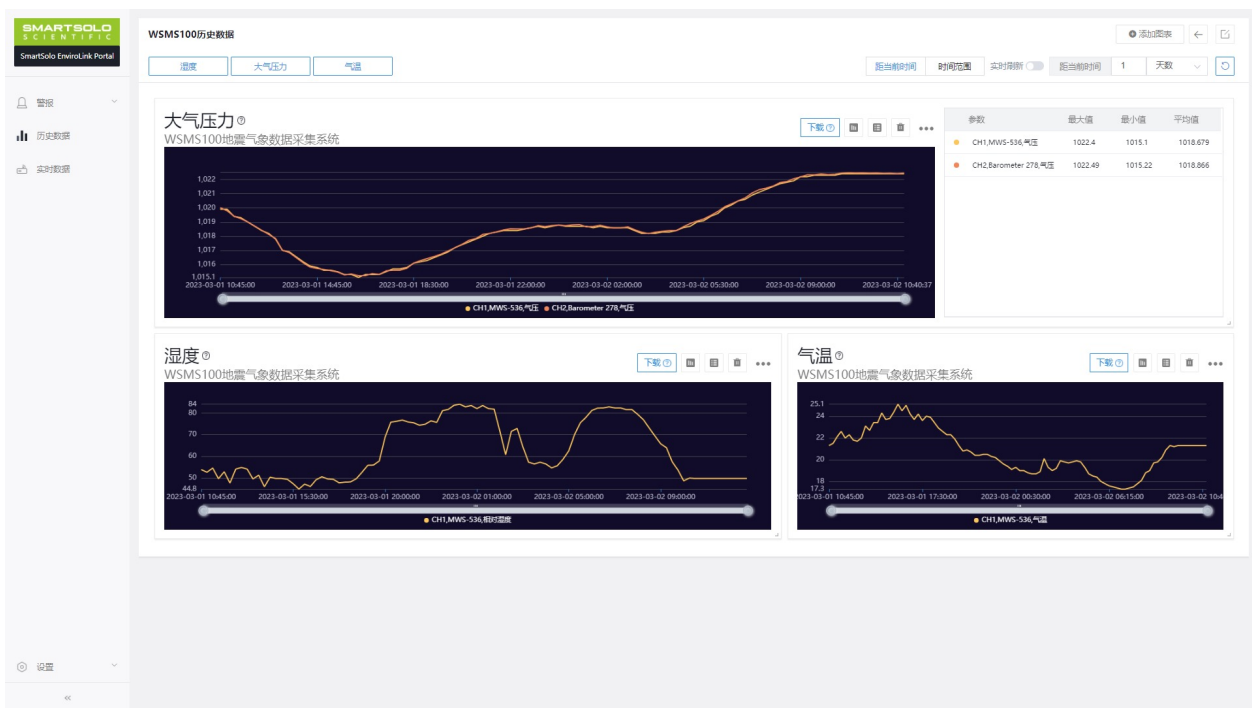 SMARTSOLO
SCIENTIFIC
SmartSolo EnviroLink Portal
警报
历史数据
实时数据
设置
WSMS100历史数据
添加图表
湿度 大气压力 气温
距当前时间 时间范围 实时刷新 距当前时间 1 天数
大气压力
WSMS100地震气象数据采集系统
下载
1,022
1,021
1,020
1,019
1,018
1,017
1,016
1,015.1
2023-03-01 10:45:00 2023-03-01 14:45:00 2023-03-01 18:30:00 2023-03-01 22:00:00 2023-03-02 02:00:00 2023-03-02 05:30:00 2023-03-02 09:00:00 2023-03-02 10:40:37
CH1,MWS-536,气压 CH2,Barometer 278,气压
参数 最大值 最小值 平均值
CH1,MWS-536,气压 1022.4 1015.1 1018.679
CH2,Barometer 278,气压 1022.49 1015.22 1018.866
湿度
WSMS100地震气象数据采集系统
下载
84
80
70
60
50
44.8
2023-03-01 10:45:00 2023-03-01 15:30:00 2023-03-01 20:00:00 2023-03-02 01:00:00 2023-03-02 05:00:00 2023-03-02 09:00:00
CH1,MWS-536,相对湿度
气温
WSMS100地震气象数据采集系统
下载
25.1
24
22
20
18
17.3
2023-03-01 10:45:00 2023-03-01 17:30:00 2023-03-02 00:30:00 2023-03-02 06:15:00 2023-03-02 10:4
CH1,MWS-536,气温